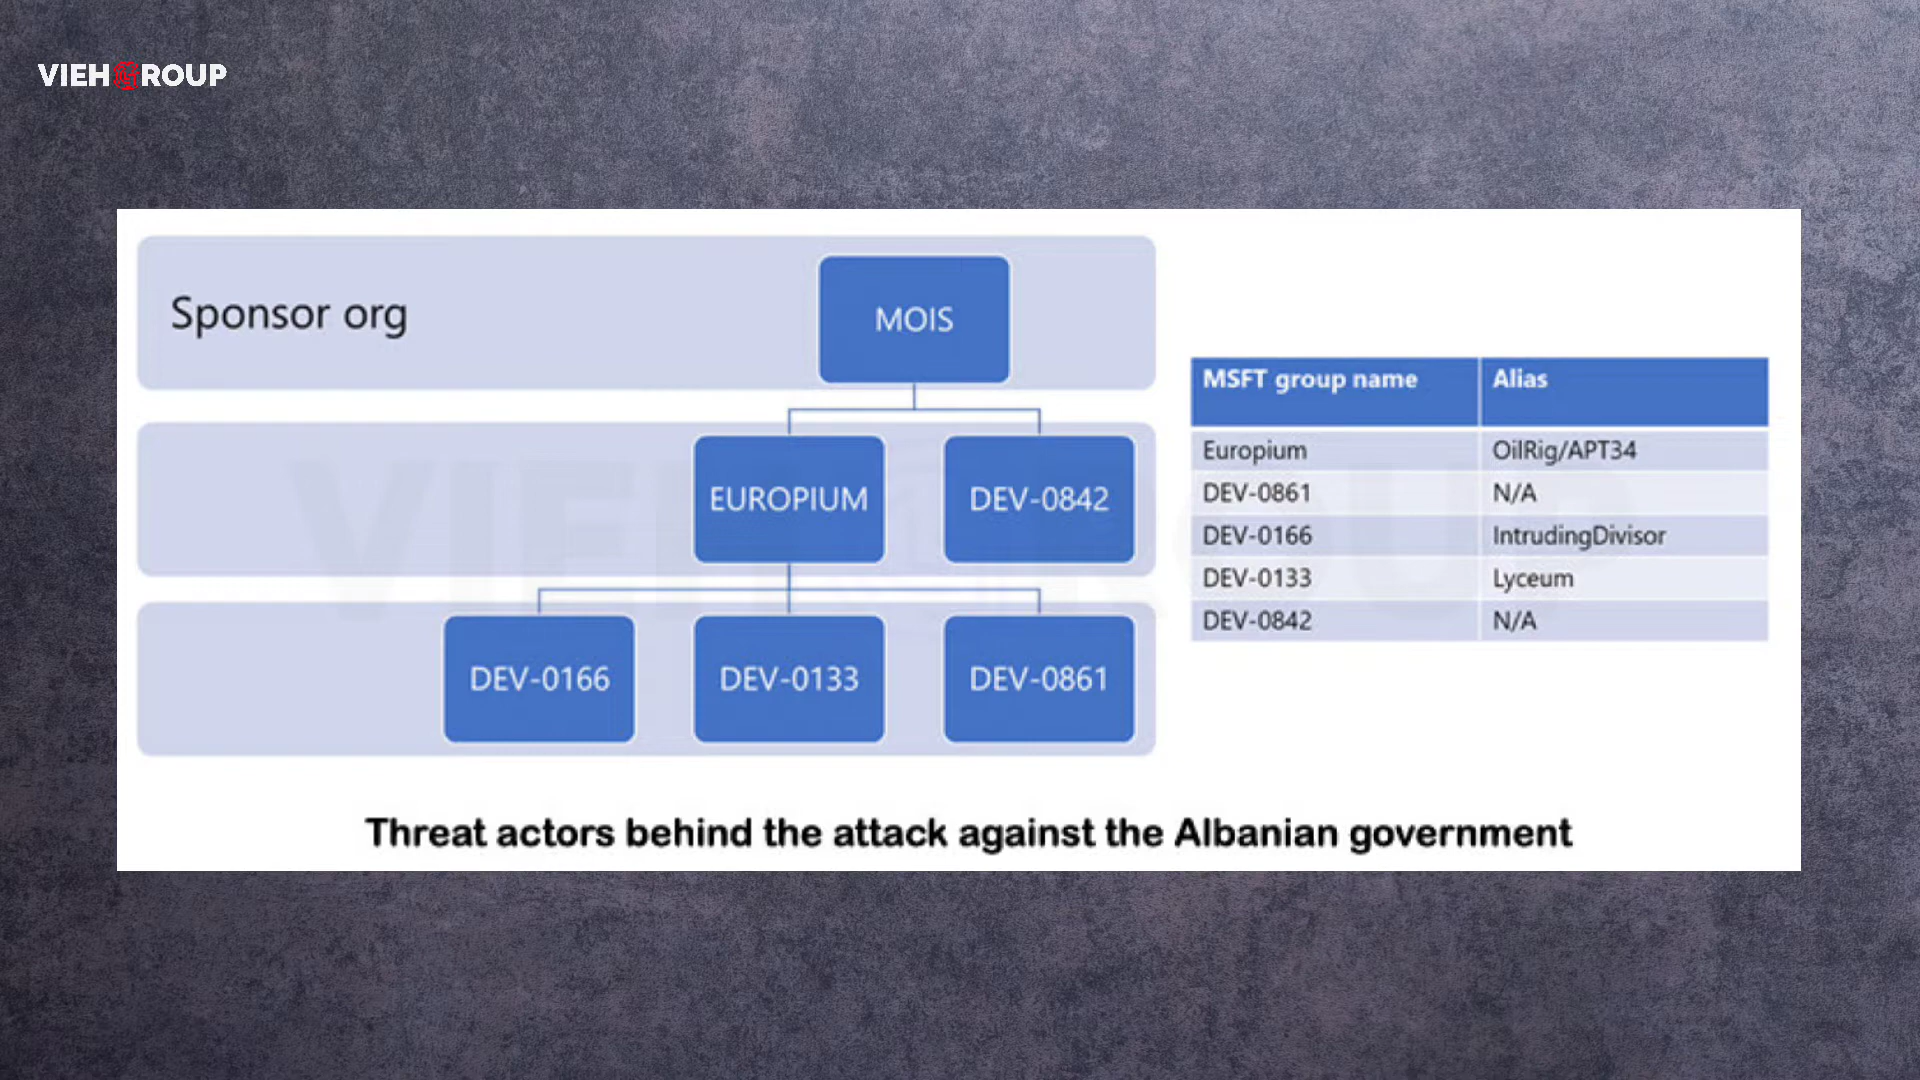 VIEHGROUP
Sponsor org
MOIS
EUROPIUM
DEV-0842
DEV-0166
DEV-0133
DEV-0861
MSFT group name Alias
Europium OilRig/APT34
DEV-0861 N/A
DEV-0166 IntrudingDivisor
DEV-0133 Lyceum
DEV-0842 N/A
VIEHGROUP
Threat actors behind the attack against the Albanian government